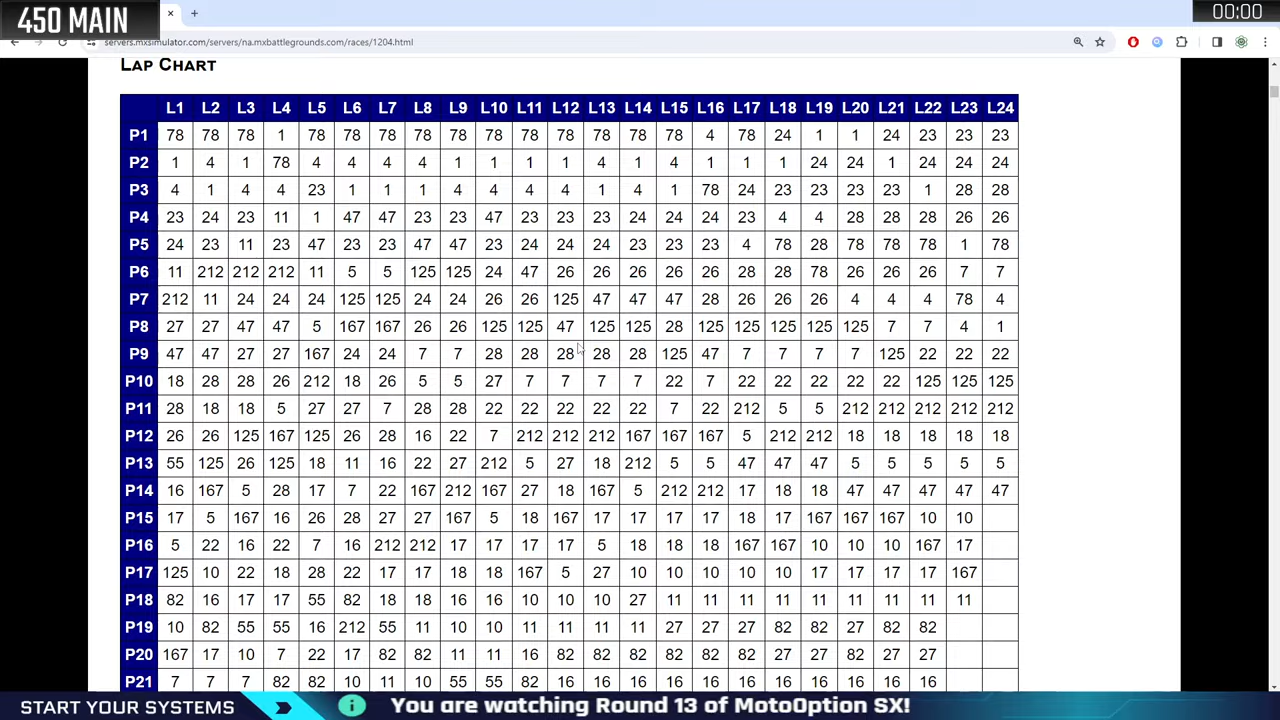 450 MAIN
00:00
servers.mxsimulator.com/servers/na.mxbattlegrounds.com/races/1204.html
LAP CHART
L1 L2 L3 L4 L5 L6 L7 L8 L9 L10 L11 L12 L13 L14 L15 L16 L17 L18 L19 L20 L21 L22 L23 L24
P1 78 78 78 1 78 78 78 78 78 78 78 78 78 78 78 4 78 24 1 1 24 23 23 23
P2 1 4 1 78 4 4 4 4 1 1 1 1 4 1 4 1 1 1 24 24 1 24 24 24
P3 4 1 4 4 23 1 1 1 4 4 4 4 1 4 1 78 24 23 23 23 23 1 28 28
P4 23 24 23 11 1 47 47 23 23 47 23 23 23 24 24 24 23 4 4 28 28 28 26 26
P5 24 23 11 23 47 23 23 47 47 23 24 24 24 23 23 23 4 78 28 78 78 78 1 78
P6 11 212 212 212 11 5 5 125 125 24 47 26 26 26 26 26 28 28 78 26 26 26 7 7
P7 212 11 24 24 24 125 125 24 24 26 26 125 47 47 47 28 26 26 26 4 4 4 78 4
P8 27 27 47 47 5 167 167 26 26 125 125 47 125 125 28 125 125 125 125 125 7 7 4 1
P9 47 47 27 27 167 24 24 7 7 28 28 28 28 28 125 47 7 7 7 7 125 22 22 22
P10 18 28 28 26 212 18 26 5 5 27 7 7 7 7 22 7 22 22 22 22 22 125 125 125
P11 28 18 18 5 27 27 7 28 28 22 22 22 22 22 7 22 212 5 5 212 212 212 212 212
P12 26 26 125 167 125 26 28 16 22 7 212 212 212 167 167 167 5 212 212 18 18 18 18 18
P13 55 125 26 125 18 11 16 22 27 212 5 27 18 212 5 5 47 47 47 5 5 5 5 5
P14 16 167 5 28 17 7 22 167 212 167 27 18 167 5 212 212 17 18 18 47 47 47 47 47
P15 17 5 167 16 26 28 27 27 167 5 18 167 17 17 17 17 18 17 167 167 167 10 10
P16 5 22 16 22 7 16 212 212 17 17 17 17 5 18 18 18 167 167 10 10 10 167 17
P17 125 10 22 18 28 22 17 17 18 18 167 5 27 10 10 10 10 10 17 17 17 17 167
P18 82 16 17 17 55 82 18 18 16 16 10 10 10 27 11 11 11 11 11 11 11 11 11
P19 10 82 55 55 16 212 55 11 10 10 11 11 11 11 27 27 27 82 82 27 82 82
P20 167 17 10 7 22 17 82 82 11 11 16 82 82 82 82 82 82 27 27 82 27 27
P21 7 7 7 82 82 10 11 10 55 55 82 16 16 16 16 16 16 16 16 16 16 16
START YOUR SYSTEMS
You are watching Round 13 of MotoOption SX!